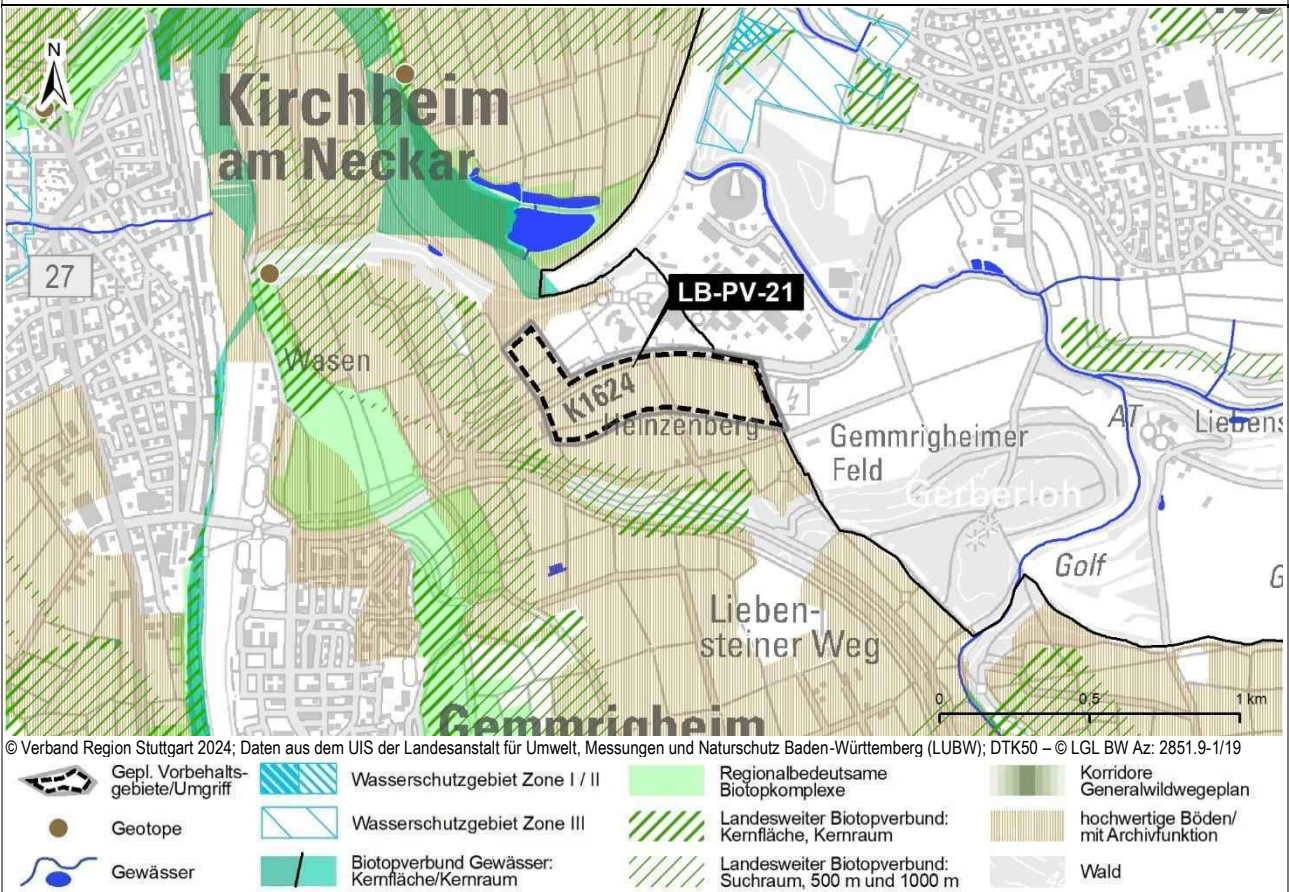 N
Kirchheim
am Neckar
27
LB-PV-21
Wasen
K1624
Heinzenberg
Gemmrigheimer
Feld
AT
Gerberloh
Golf
Lieben-
steiner Weg
Gemmrigheim
0 0,5 1 km
© Verband Region Stuttgart 2024; Daten aus dem UIS der Landesanstalt für Umwelt, Messungen und Naturschutz Baden-Württemberg (LUBW); DTK50 – © LGL BW Az: 2851.9-1/19
Gepl. Vorbehalts-
gebiete/Umgriff
Wasserschutzgebiet Zone I / II
Regionalbedeutsame
Biotopkomplexe
Korridore
Generalwildwegeplan
Geotope
Wasserschutzgebiet Zone III
Landesweiter Biotopverbund:
Kernfläche, Kernraum
hochwertige Böden/
mit Archivfunktion
Gewässer
Biotopverbund Gewässer:
Kernfläche/Kernraum
Landesweiter Biotopverbund:
Suchraum, 500 m und 1000 m
Wald